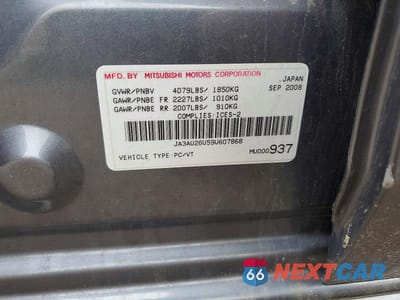 MFD. BY MITSUBISHI MOTORS CORPORATION
JAPAN
GVWR/PNBV 4079LBS/ 1850KG SEP 2008
GAWR/PNBE FR 2227LBS/ 1010KG
GAWR/PNBE RR 2007LBS/ 910KG
COMPLIES:ICES-2
JA3AU26U59U607868
VEHICLE TYPE:PC/VT MU000937
66 NEXTCAR